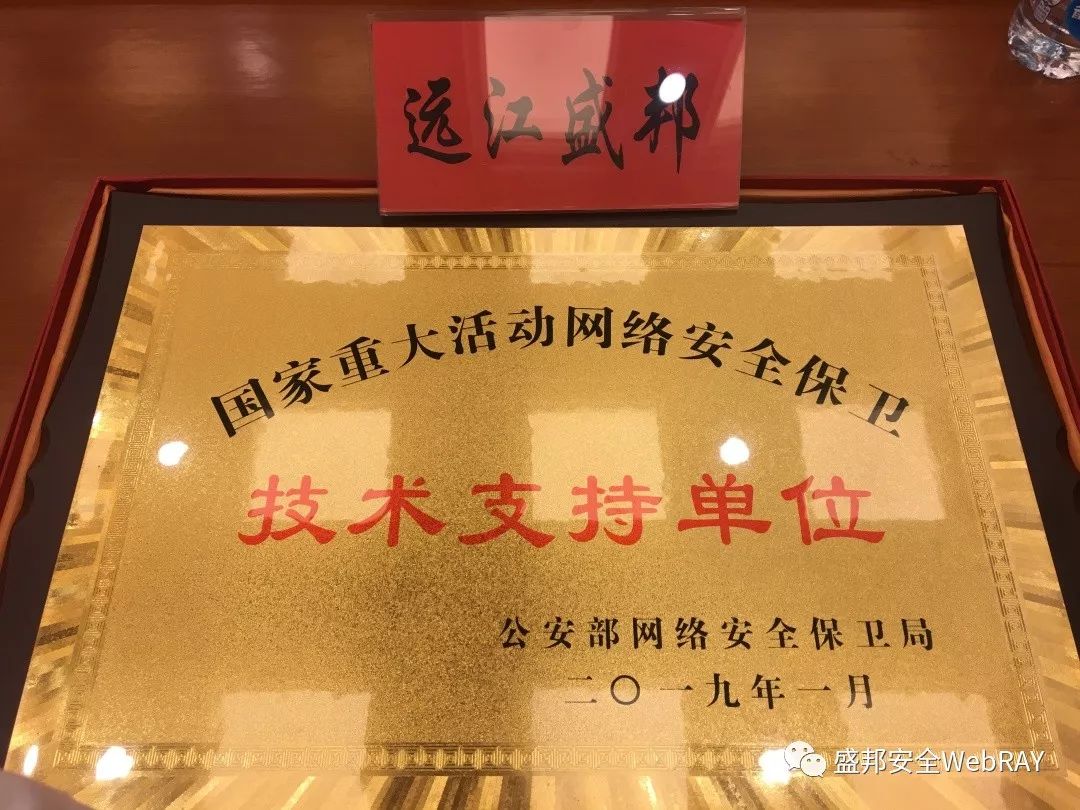 远江盛邦
国家重大活动网络安全保卫
技术支持单位
公安部网络安全保卫局
二〇一九年一月
盛邦安全WebRAY